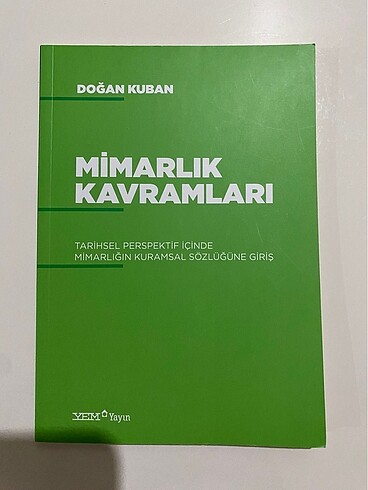 DOĞAN KUBAN
MİMARLIK
KAVRAMLARI
TARİHSEL PERSPEKTİF İÇİNDE
MİMARLIĞIN KURAMSAL SÖZLÜĞÜNE GİRİŞ
YEM Yayın